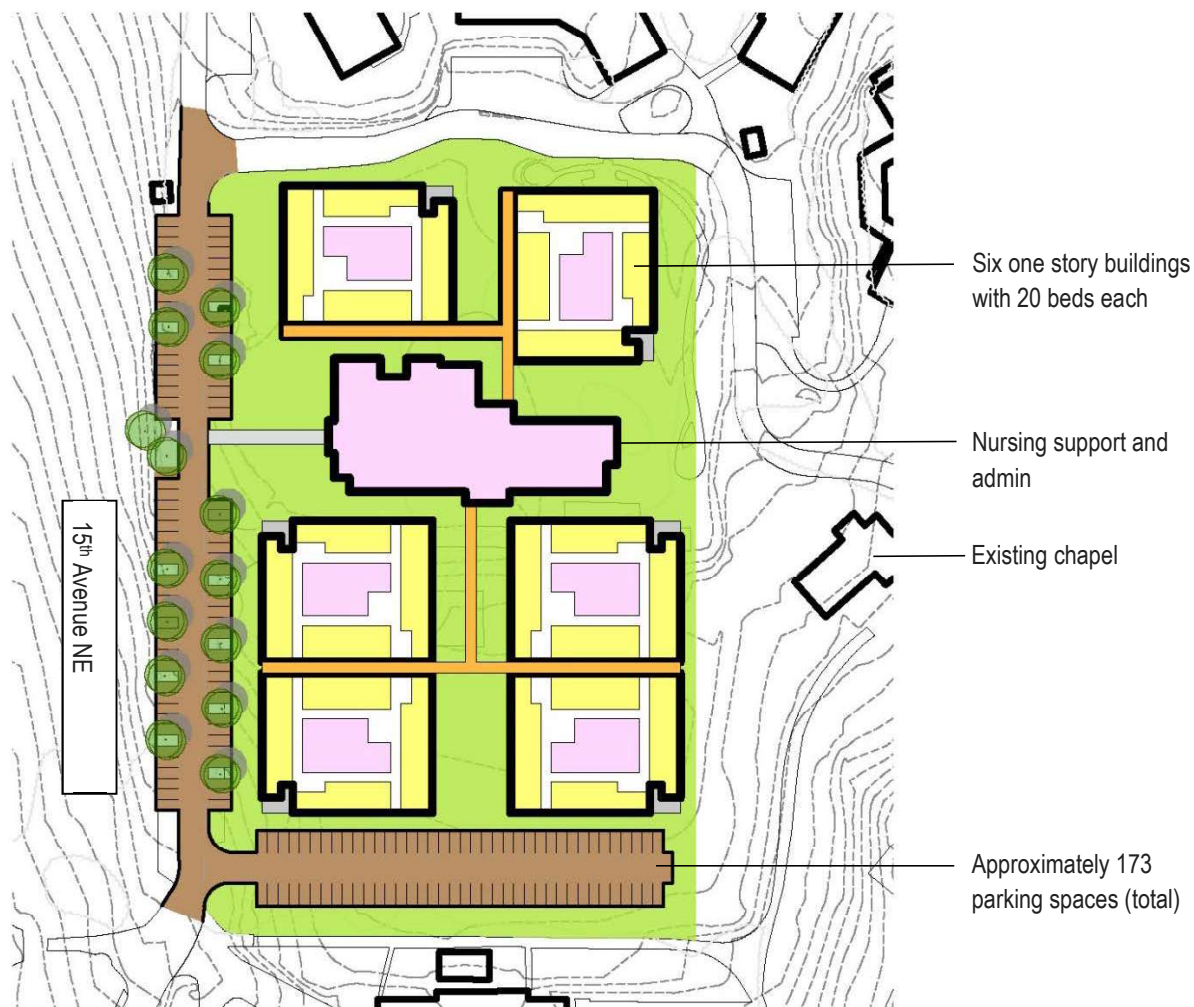 Six one story buildings
with 20 beds each
Nursing support and
admin
15th Avenue NE
Existing chapel
Approximately 173
parking spaces (total)